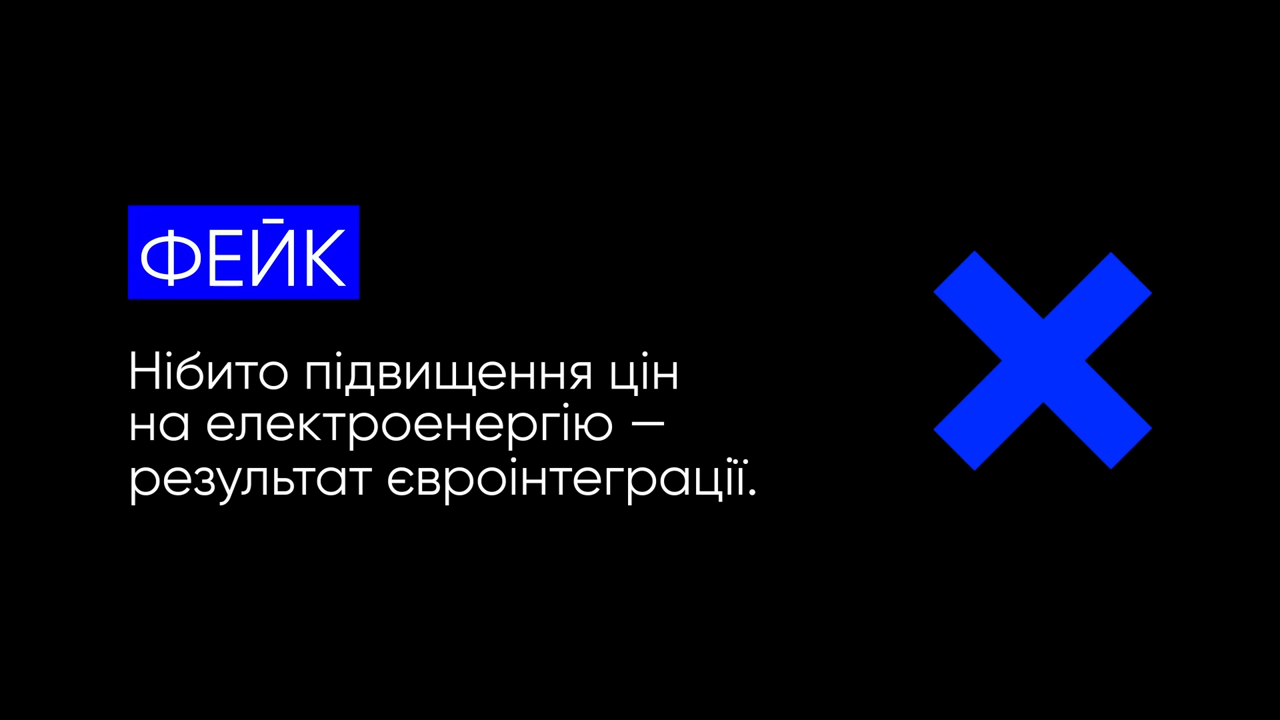 ФЕЙК
Нібито підвищення цін
на електроенергію —
результат євроінтеграції.